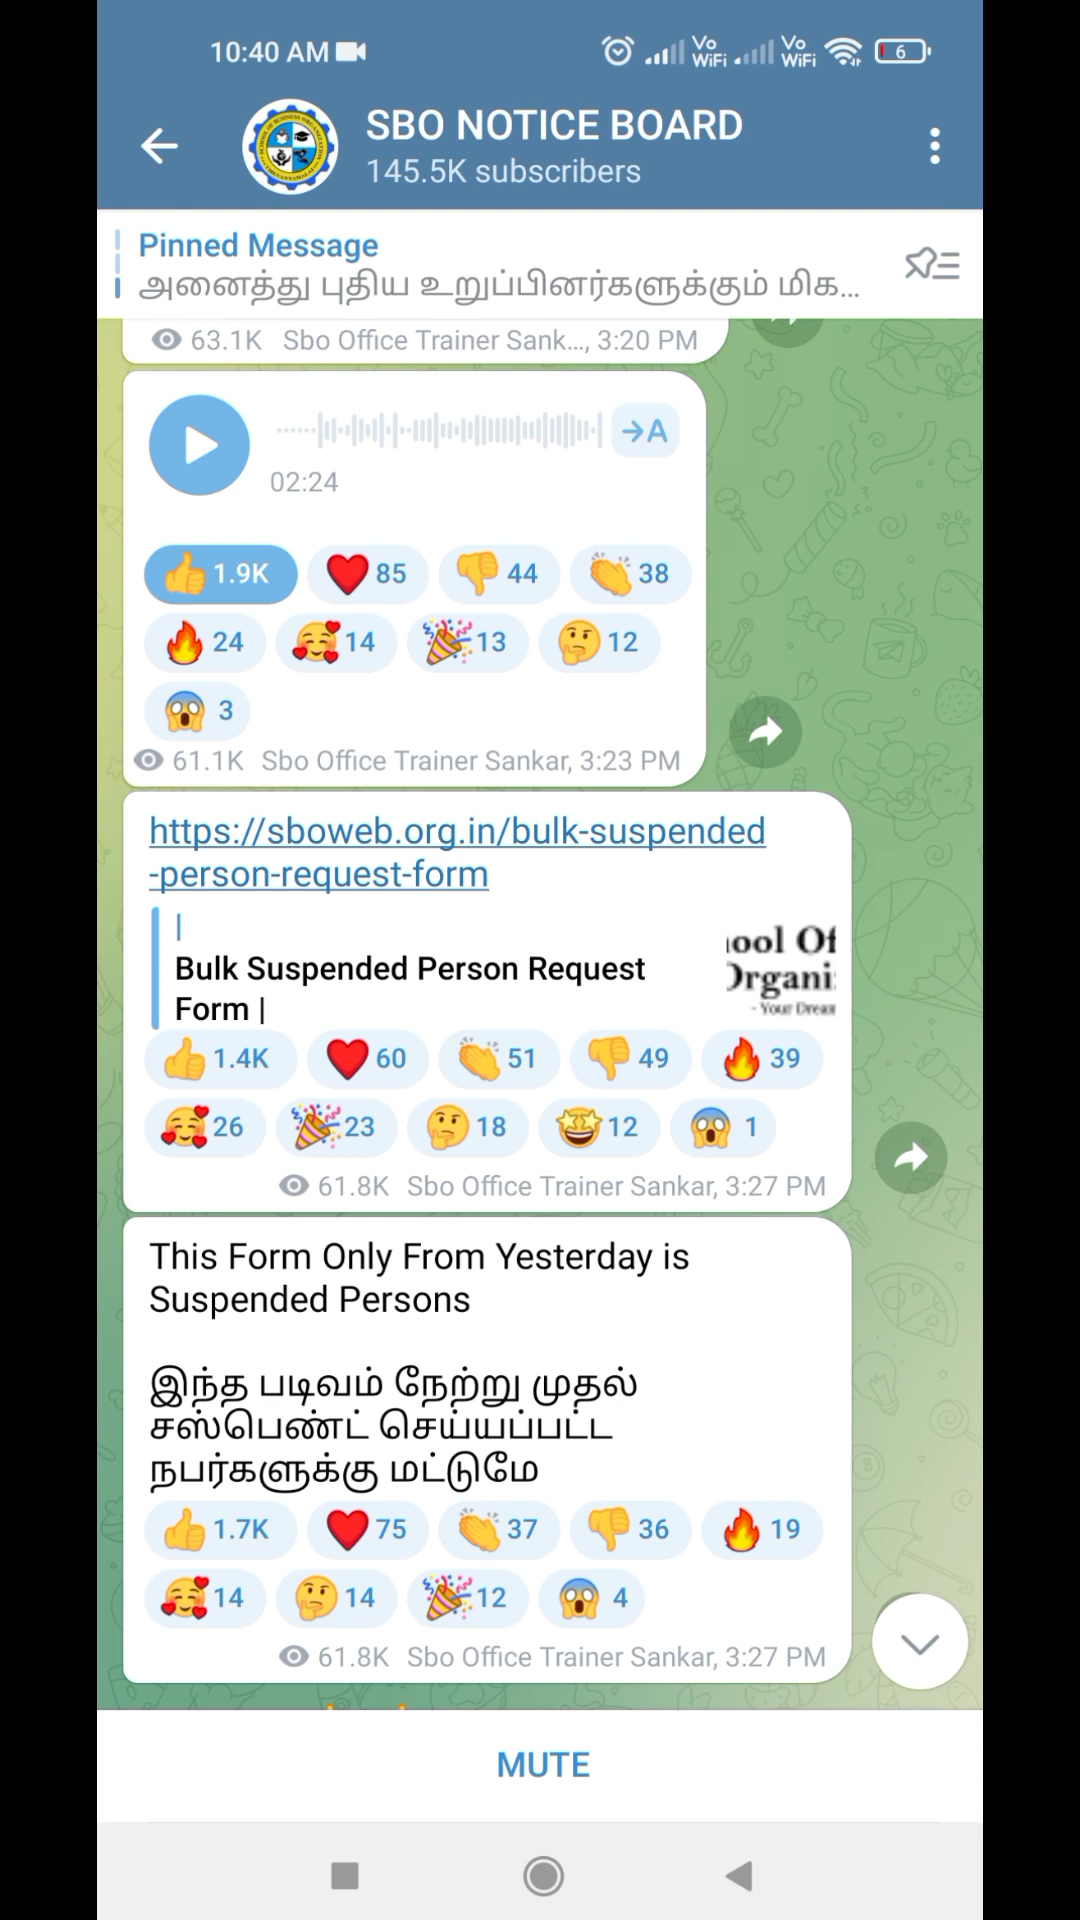 10:40 AM
Vo WiFi
Vo WiFi
6
SBO NOTICE BOARD
145.5K subscribers
Pinned Message
அனைத்து புதிய உறுப்பினர்களுக்கும் மிக...
63.1K Sbo Office Trainer Sank..., 3:20 PM
→A
02:24
1.9K 85 44 38
24 14 13 12
3
61.1K Sbo Office Trainer Sankar, 3:23 PM
https://sboweb.org.in/bulk-suspended
-person-request-form
|
Bulk Suspended Person Request
Form |
ool Of
Organi
- Your Dream
1.4K 60 51 49 39
26 23 18 12 1
61.8K Sbo Office Trainer Sankar, 3:27 PM
This Form Only From Yesterday is
Suspended Persons
இந்த படிவம் நேற்று முதல்
சஸ்பெண்ட் செய்யப்பட்ட
நபர்களுக்கு மட்டுமே
1.7K 75 37 36 19
14 14 12 4
61.8K Sbo Office Trainer Sankar, 3:27 PM
MUTE